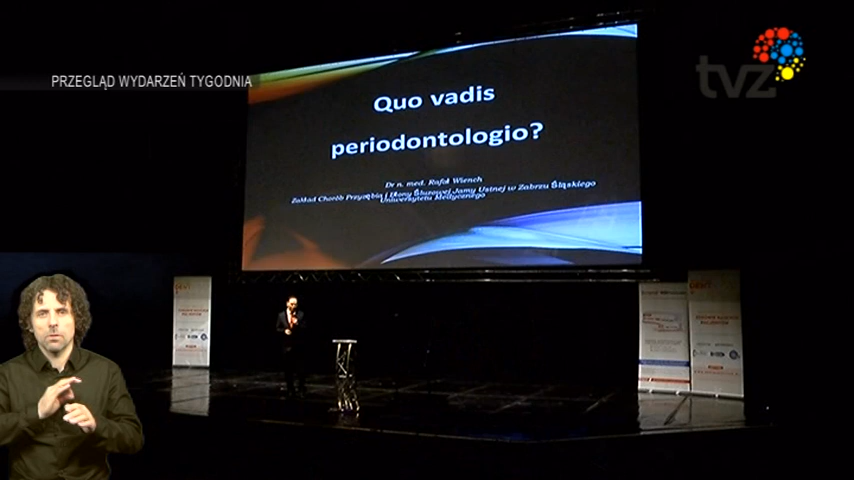 PRZEGLĄD WYDARZEŃ TYGODNIA
tvz
Quo vadis
periodontologio?
Dr n. med. Rafał Wiench
Zakład Chorób Przyzębia i Błony Śluzowej Jamy Ustnej w Zabrzu Śląskiego
Uniwersytetu Medycznego